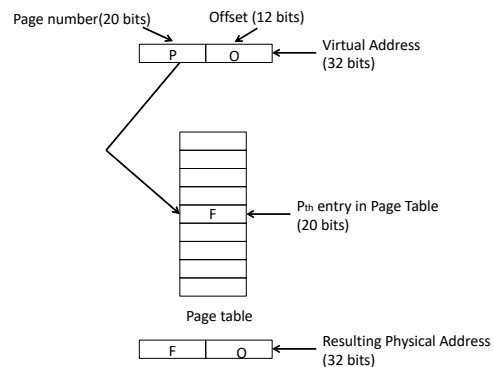 Page number(20 bits)
Offset (12 bits)
P
O
Virtual Address
(32 bits)
F
Pth entry in Page Table
(20 bits)
Page table
F
O
Resulting Physical Address
(32 bits)